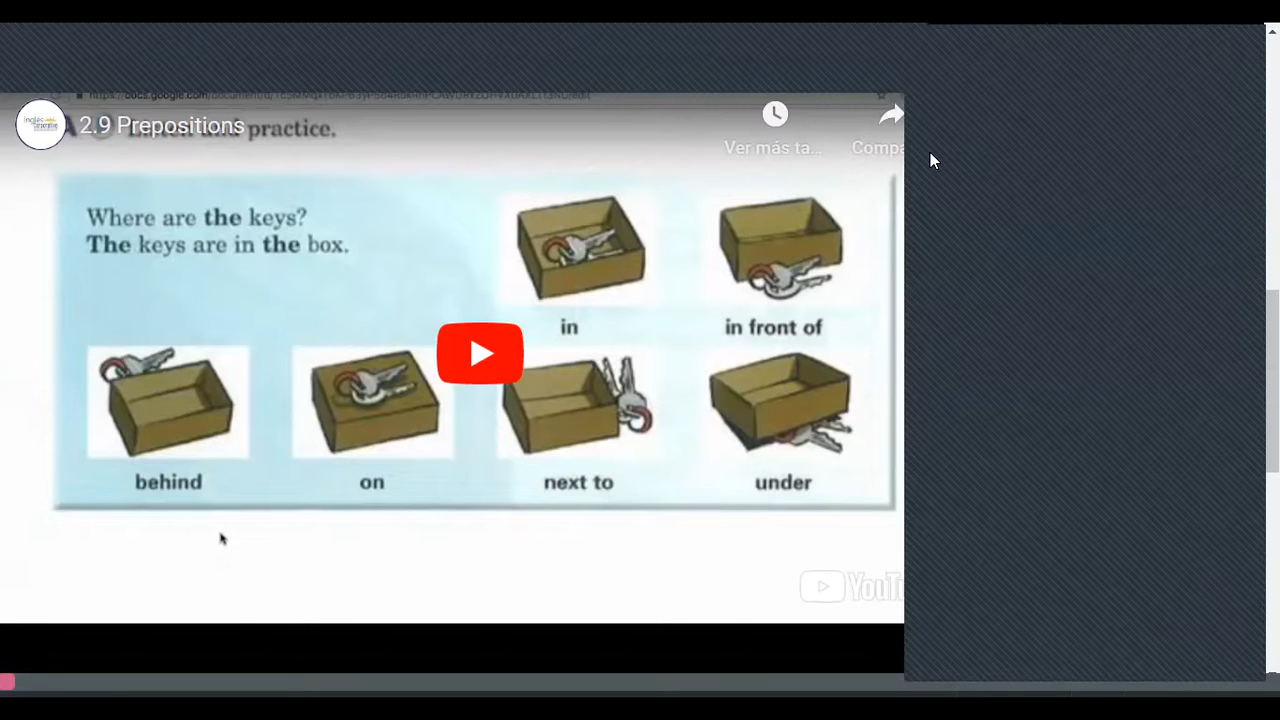 2.9 Prepositions
practice.
Ver más ta...
Compa
Where are the keys?
The keys are in the box.
in
in front of
behind
on
next to
under
YouTu